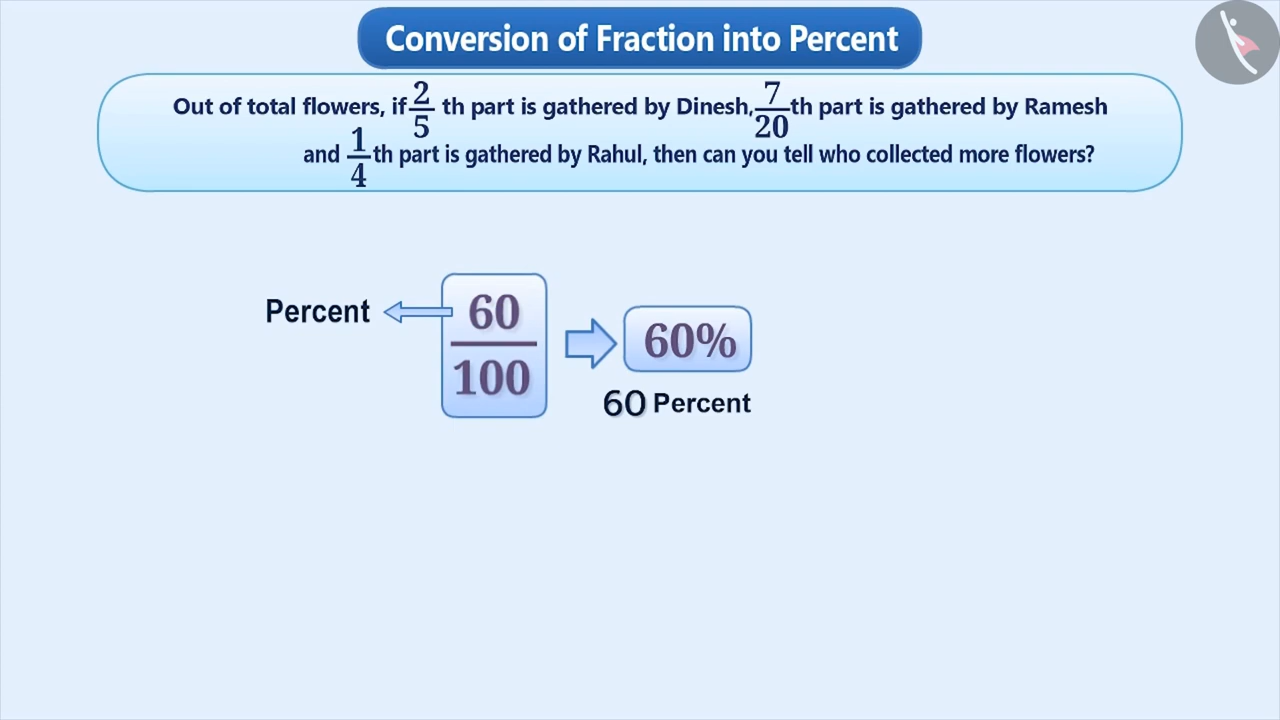 Conversion of Fraction into Percent
Out of total flowers, if 2/5 th part is gathered by Dinesh, 7/20 th part is gathered by Ramesh
and 1/4 th part is gathered by Rahul, then can you tell who collected more flowers?
Percent 60/100 60%
60 Percent